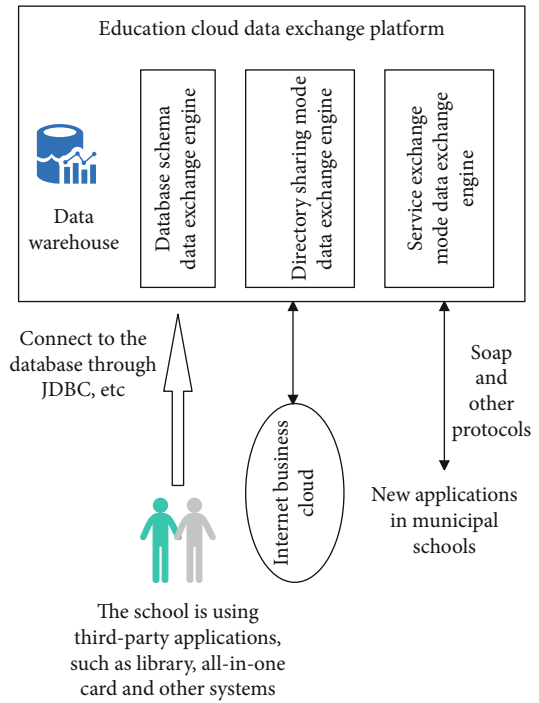 Education cloud data exchange platform
Data
warehouse
Database schema
data exchange engine
Directory sharing mode
data exchange engine
Service exchange
mode data exchange
engine
Connect to the
database through
JDBC, etc
Internet business
cloud
Soap
and
other
protocols
New applications
in municipal
schools
The school is using
third-party applications,
such as library, all-in-one
card and other systems